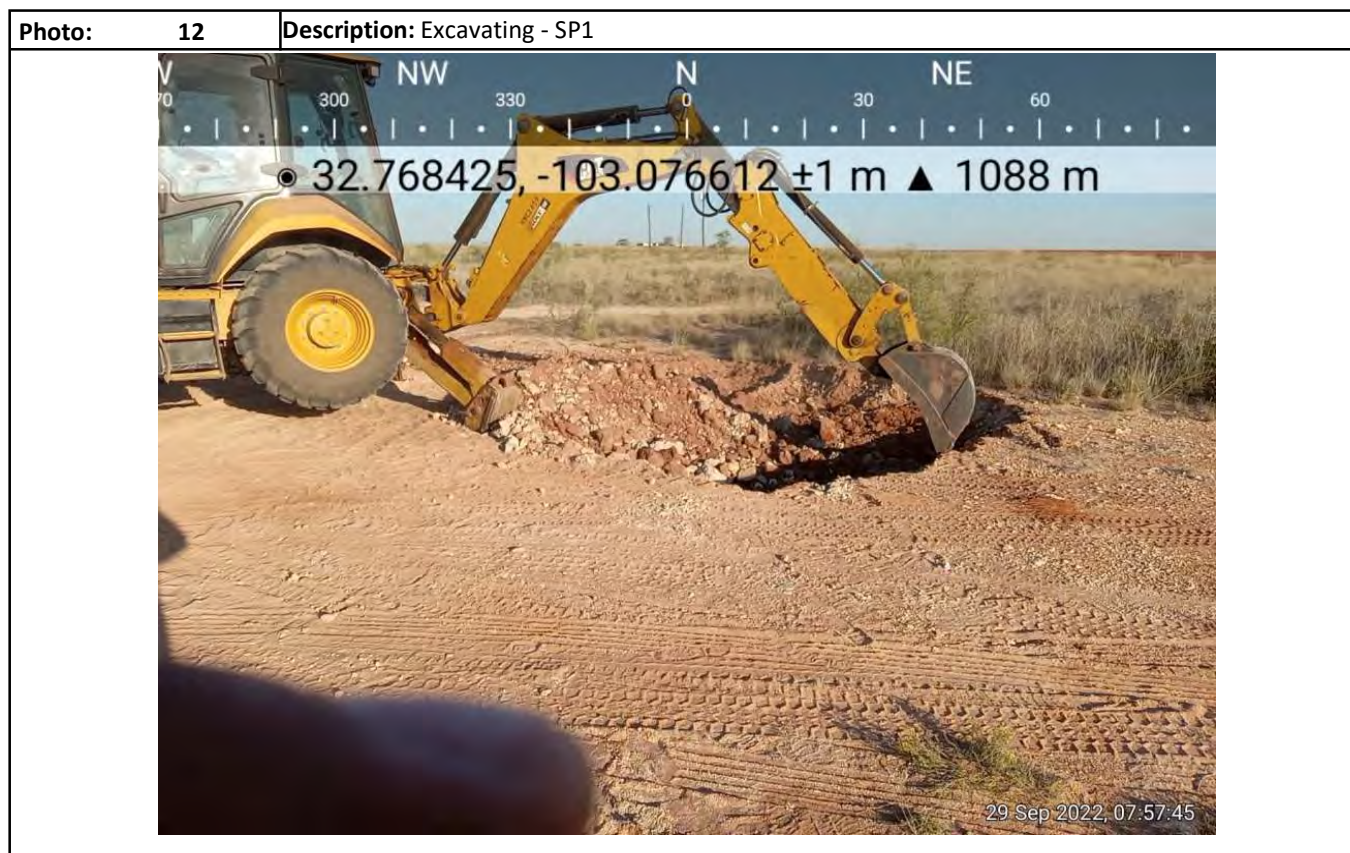 Photo: 12 Description: Excavating - SP1
NW N NE
300 330 0 30 60
32.768425, -103.076612 ±1 m ▲ 1088 m
29 Sep 2022, 07:57:45